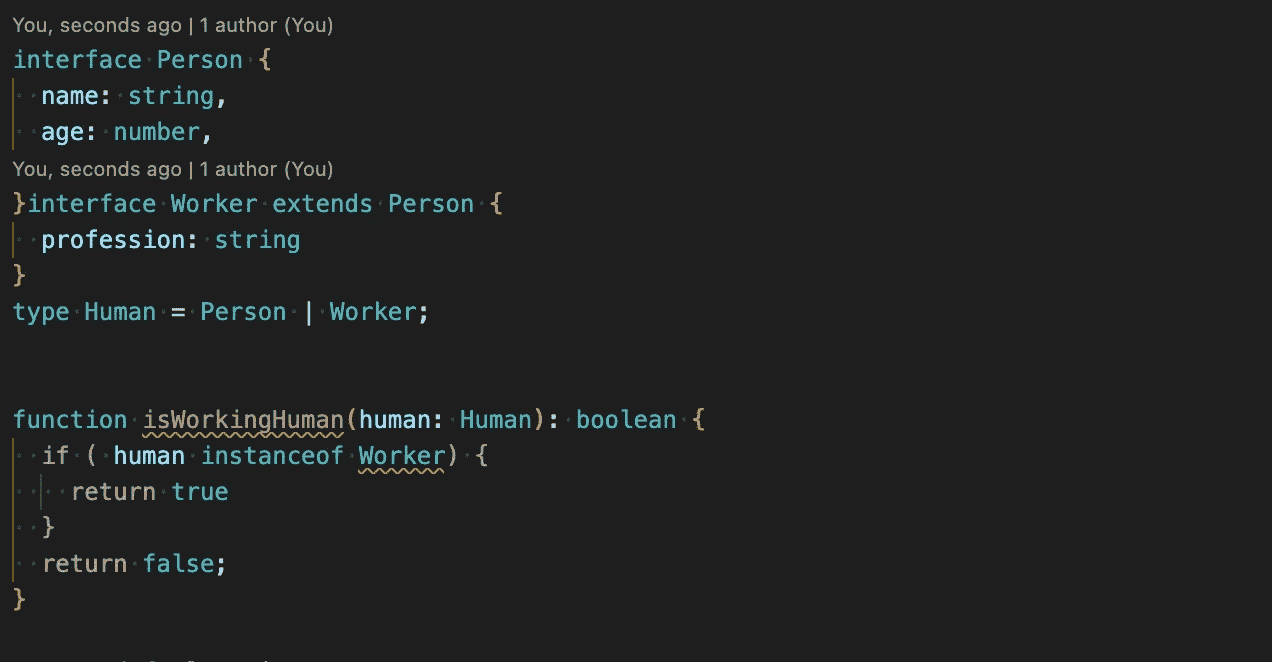 You, seconds ago | 1 author (You)
interface Person {
  name: string,
  age: number,
You, seconds ago | 1 author (You)
}interface Worker extends Person {
  profession: string
}
type Human = Person | Worker;
function isWorkingHuman(human: Human): boolean {
  if ( human instanceof Worker) {
    return true
  }
  return false;
}